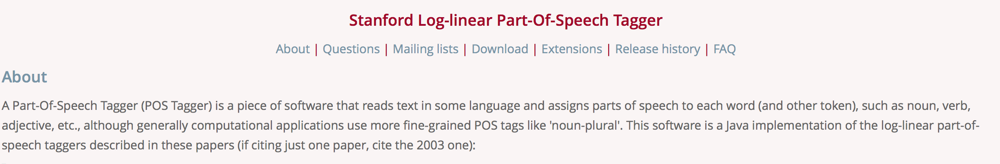 Stanford Log-linear Part-Of-Speech Tagger
About | Questions | Mailing lists | Download | Extensions | Release history | FAQ
About
A Part-Of-Speech Tagger (POS Tagger) is a piece of software that reads text in some language and assigns parts of speech to each word (and other token), such as noun, verb,
adjective, etc., although generally computational applications use more fine-grained POS tags like 'noun-plural'. This software is a Java implementation of the log-linear part-of-
speech taggers described in these papers (if citing just one paper, cite the 2003 one):